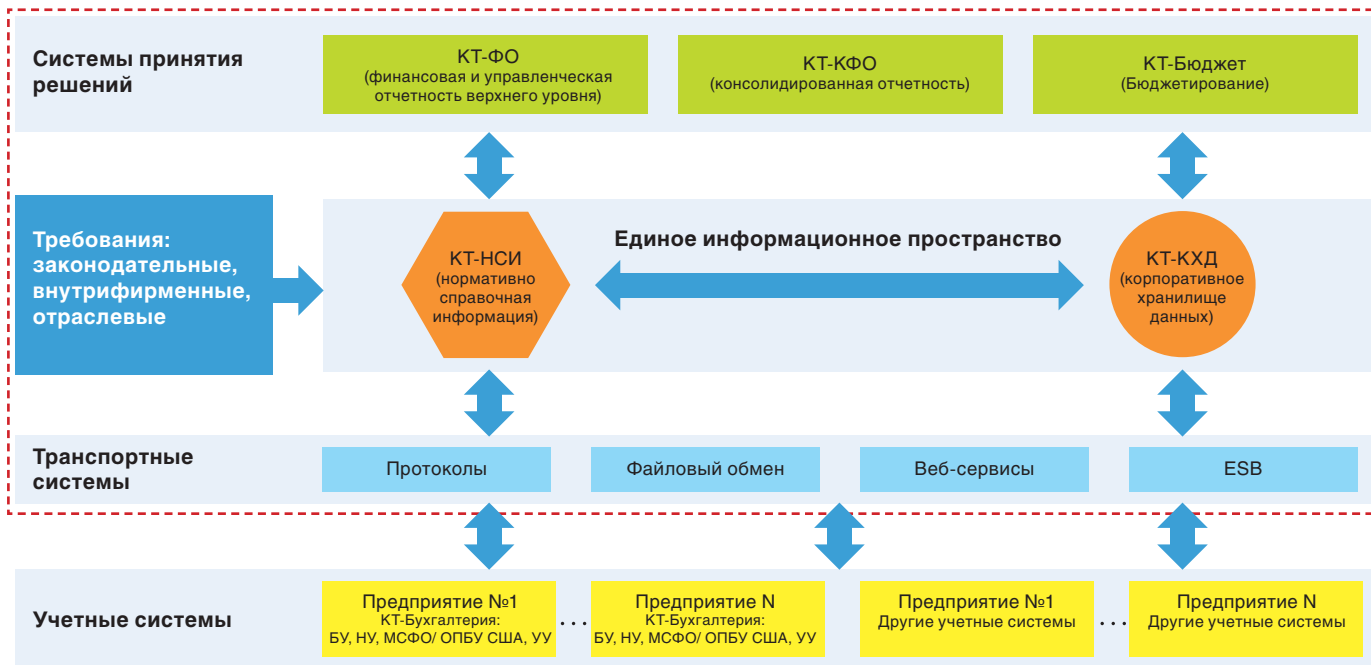 Системы принятия
решений
КТ-ФО
(финансовая и управленческая
отчетность верхнего уровня)
КТ-КФО
(консолидированная отчетность)
КТ-Бюджет
(Бюджетирование)
Требования:
законодательные,
внутрифирменные,
отраслевые
КТ-НСИ
(нормативно
справочная
информация)
Единое информационное пространство
КТ-КХД
(корпоративное
хранилище
данных)
Транспортные
системы
Протоколы
Файловый обмен
Веб-сервисы
ESB
Учетные системы
Предприятие №1
КТ-Бухгалтерия:
БУ, НУ, МСФО/ ОПБУ США, УУ
...
Предприятие N
КТ-Бухгалтерия:
БУ, НУ, МСФО/ ОПБУ США, УУ
Предприятие №1
Другие учетные системы
...
Предприятие N
Другие учетные системы